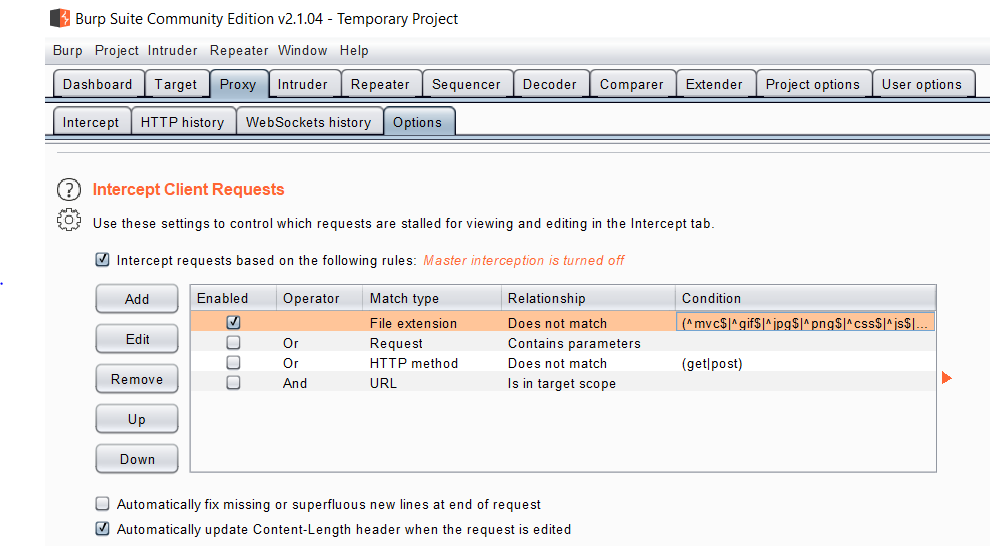 Burp Suite Community Edition v2.1.04 - Temporary Project
Burp Project Intruder Repeater Window Help
Dashboard Target Proxy Intruder Repeater Sequencer Decoder Comparer Extender Project options User options
Intercept HTTP history WebSockets history Options
? Intercept Client Requests
Use these settings to control which requests are stalled for viewing and editing in the Intercept tab.
Intercept requests based on the following rules: Master interception is turned off
Add Enabled Operator Match type Relationship Condition
File extension Does not match (^mvc$|^gif$|^jpg$|^png$|^css$|^js$|...
Edit Or Request Contains parameters
Or HTTP method Does not match (get|post)
Remove And URL Is in target scope
Up
Down
Automatically fix missing or superfluous new lines at end of request
Automatically update Content-Length header when the request is edited